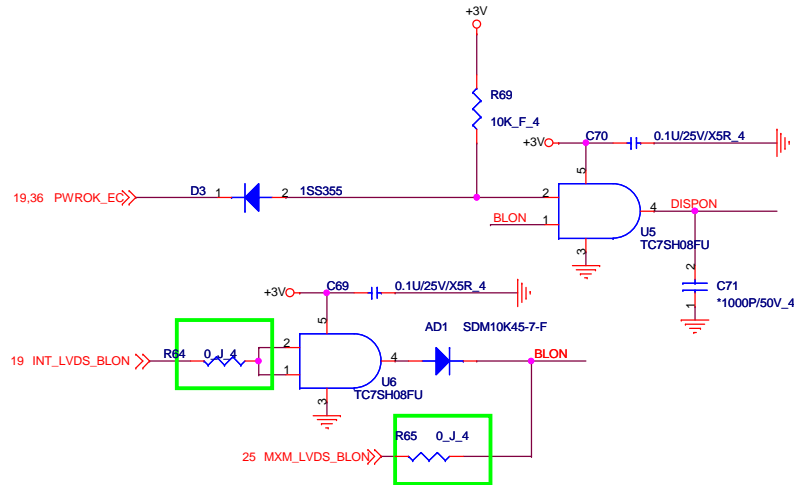 +3V
R69
10K_F_4
C70
0.1U/25V/X5R_4
+3V
5
19,36 PWROK_EC
D3
1
2
1SS355
2
BLON
1
4
DISPON
U5
TC7SH08FU
3
2
C71
*1000P/50V_4
1
+3V
C69
0.1U/25V/X5R_4
5
AD1 SDM10K45-7-F
19 INT_LVDS_BLON
R64
0_J_4
2
1
4
BLON
U6
TC7SH08FU
3
R65
0_J_4
25 MXM_LVDS_BLON